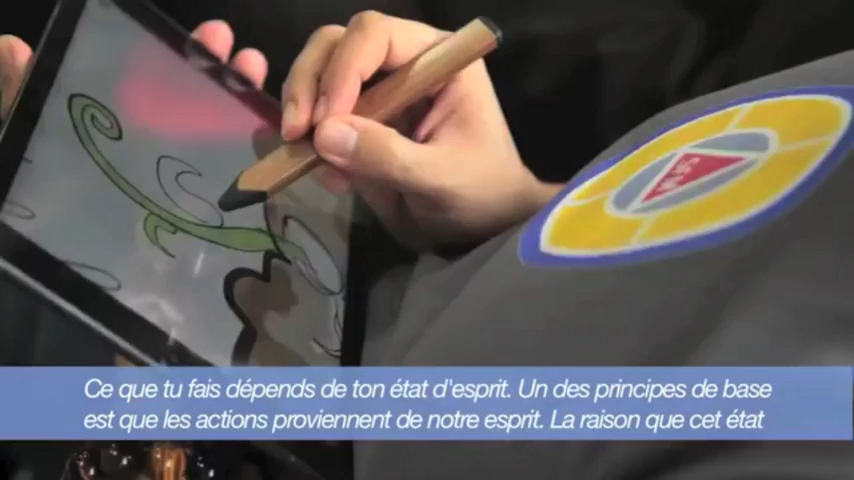 Ce que tu fais dépends de ton état d'esprit. Un des principes de base
est que les actions proviennent de notre esprit. La raison que cet état